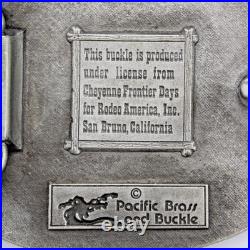 This buckle is produced
under license from
Cheyenne Frontier Days
for Rodeo America, Inc.
San Bruno, California
©
Pacific Brass
and Buckle